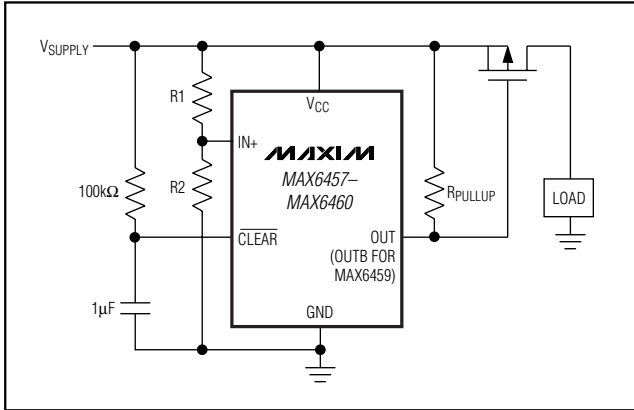 VSUPPLY
R1
VCC
IN+
MAXIM
MAX6457–
MAX6460
R2
100kΩ
RPULLUP
LOAD
CLEAR
OUT
(OUTB FOR
MAX6459)
1µF
GND